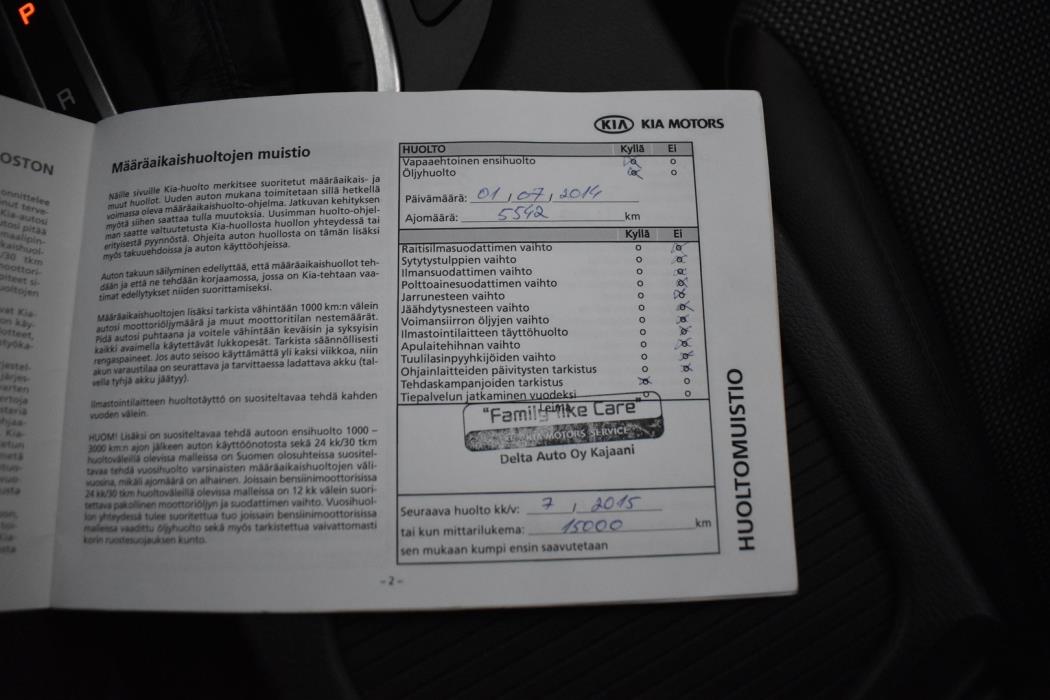 P
R
OSTON
Määräaikaishuoltojen muistio
Näille sivuille Kia-huolto merkitsee suoritetut määräaikais- ja
muut huollot. Uuden auton mukana toimitetaan sillä hetkellä
voimassa oleva määräaikaishuolto-ohjelma. Jatkuvan kehityksen
myötä siihen saattaa tulla muutoksia. Uusimman huolto-ohjel-
man saatte valtuutetusta Kia-huollosta huollon yhteydessä tai
erityisestä pyynnöstä. Ohjeita auton huollosta on tämän lisäksi
myös takuuehdoissa ja auton käyttöohjeissa.
Auton takuun säilyminen edellyttää, että määräaikaishuollot teh-
dään ja että ne tehdään korjaamossa, jossa on Kia-tehtaan vaa-
timat edellytykset niiden suorittamiseksi.
Määräaikaishuoltojen lisäksi tarkista vähintään 1000 km:n välein
autosi moottoriöljymäärä ja muut moottoritilan nestemäärät.
Pidä autosi puhtaana ja voitele vähintään keväisin ja syksyisin
kaikki avaimella käytettävät lukkopesät. Tarkista säännöllisesti
rengaspaineet. Jos auto seisoo käyttämättä yli kaksi viikkoa, niin
akun varaustilaa on seurattava ja tarvittaessa ladattava akku (tal-
vella tyhjä akku jäätyy).
Ilmastointilaitteen huoltotäyttö on suositeltavaa tehdä kahden
vuoden välein.
HUOM! Lisäksi on suositeltavaa tehdä autoon ensihuolto 1000 –
3000 km:n ajon jälkeen auton käyttöönotosta sekä 24 kk/30 tkm
huoltoväleillä olevissa malleissa on Suomen olosuhteissa suositel-
tavaa tehdä vuosihuolto varsinaisten määräaikaishuoltojen väli-
vuosina, mikäli ajomäärä on alhainen. Joissain bensiinimoottorisissa
24 kk/30 tkm huoltoväleillä olevissa malleissa on 12 kk välein suori-
tettava pakollinen moottoriöljyn ja suodattimen vaihto. Vuosihuol-
lon yhteydessä tulee suoritettua tuo joissain bensiinimoottorisissa
malleissa vaadittu öljyhuolto sekä myös tarkistettua vaivattomasti
korin ruostesuojauksen kunto.
KIA KIA MOTORS
HUOLTO Kyllä Ei
Vapaaehtoinen ensihuolto
Öljyhuolto
Päivämäärä: 01, 07, 2014
Ajomäärä: 5542 km
Kyllä Ei
Raitisilmasuodattimen vaihto
Sytytystulppien vaihto
Ilmansuodattimen vaihto
Polttoainesuodattimen vaihto
Jarrunesteen vaihto
Jäähdytysnesteen vaihto
Voimansiirron öljyjen vaihto
Ilmastointilaitteen täyttöhuolto
Apulaitehihnan vaihto
Tuulilasinpyyhkijöiden vaihto
Ohjainlaitteiden päivitysten tarkistus
Tehdaskampanjoiden tarkistus
Tiepalvelun jatkaminen vuodeksi
Leima
"Family-like Care"
KIA MOTORS SERVICE
Delta Auto Oy Kajaani
Seuraava huolto kk/v: 7 / 2015
tai kun mittarilukema: 15000 km
sen mukaan kumpi ensin saavutetaan
HUOLTOMUISTIO
– 2 –